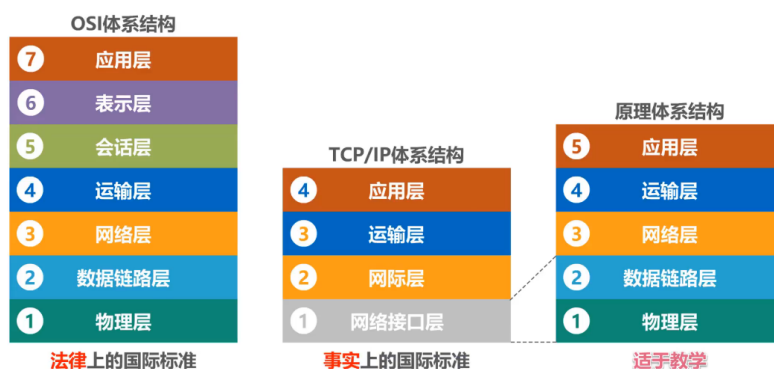 OSI体系结构
7 应用层
6 表示层
5 会话层
4 运输层
3 网络层
2 数据链路层
1 物理层
法律上的国际标准
TCP/IP体系结构
4 应用层
3 运输层
2 网际层
1 网络接口层
事实上的国际标准
原理体系结构
5 应用层
4 运输层
3 网络层
2 数据链路层
1 物理层
适于教学